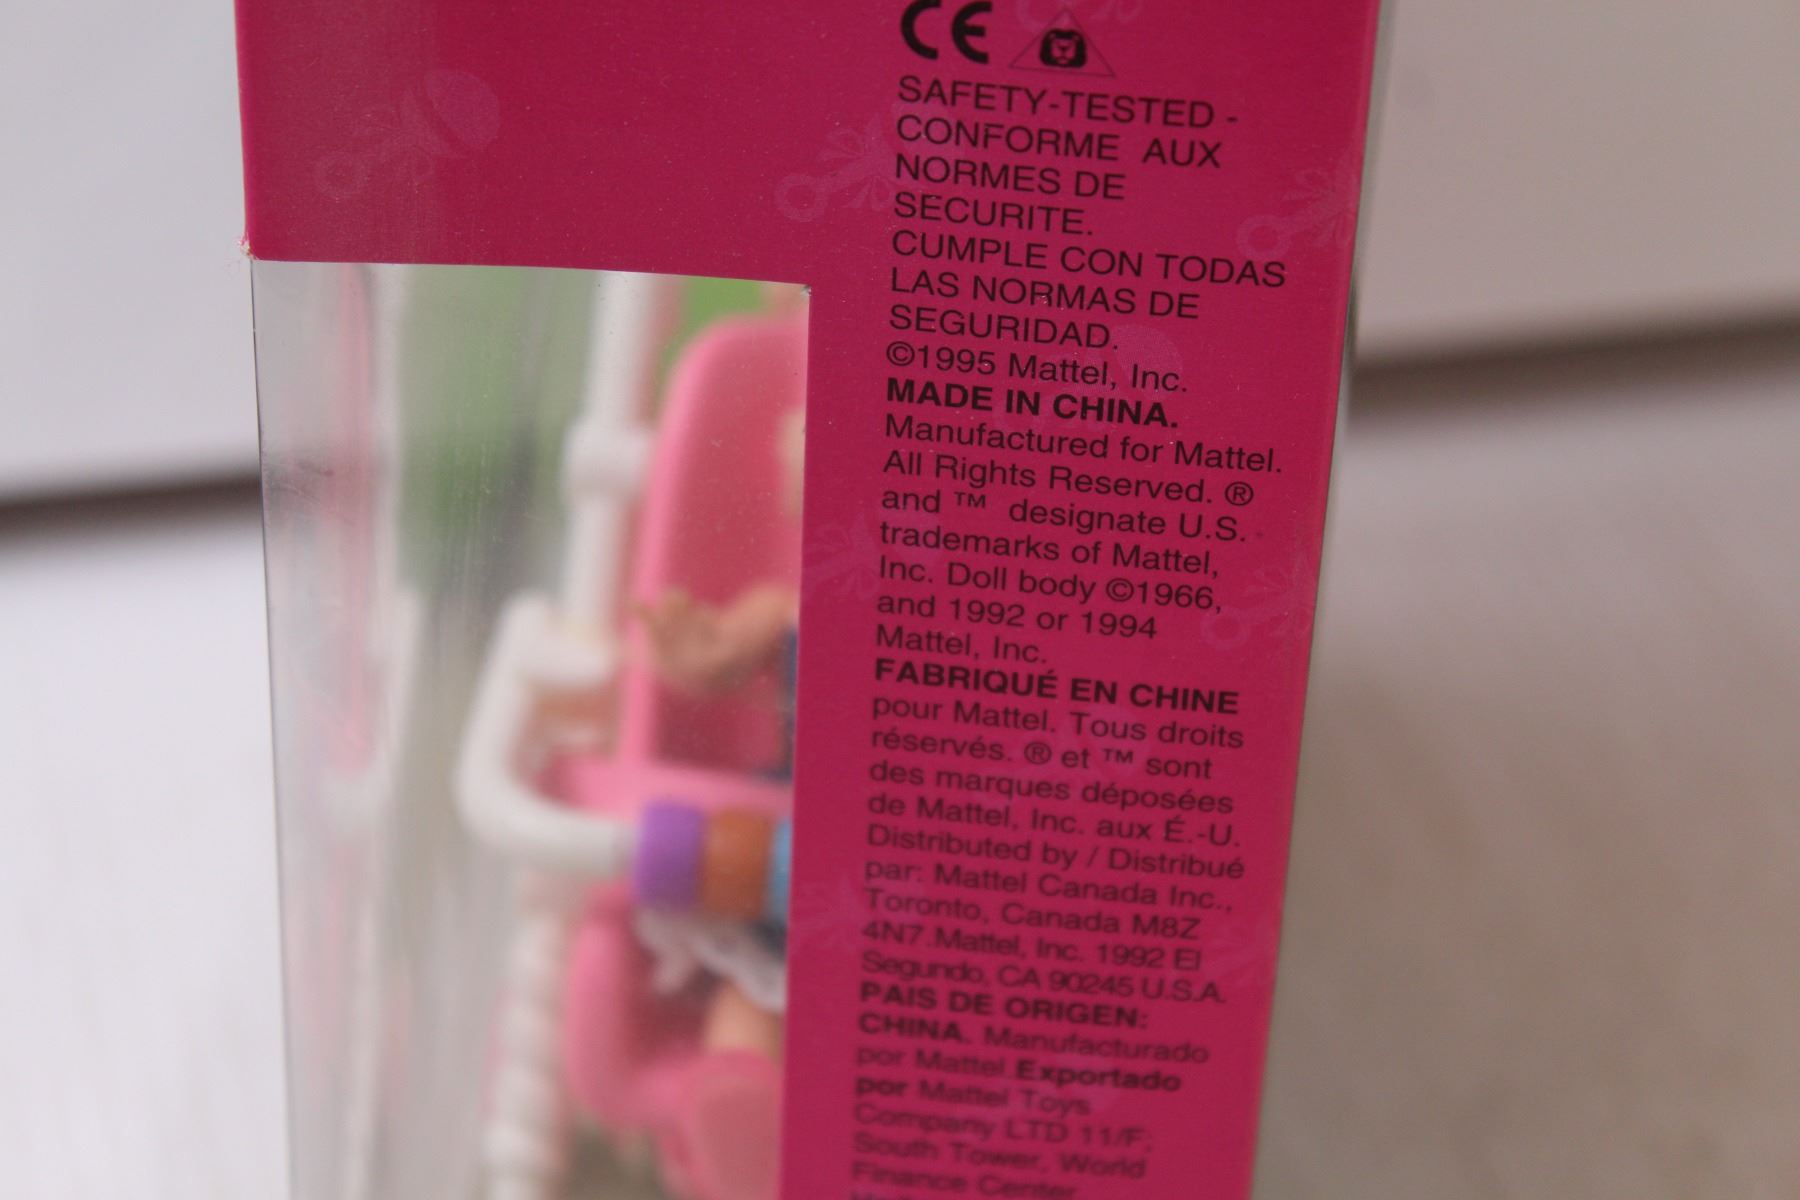 CE
SAFETY-TESTED -
CONFORME AUX
NORMES DE
SECURITE.
CUMPLE CON TODAS
LAS NORMAS DE
SEGURIDAD.
©1995 Mattel, Inc.
MADE IN CHINA.
Manufactured for Mattel.
All Rights Reserved. ®
and ™ designate U.S.
trademarks of Mattel,
Inc. Doll body ©1966,
and 1992 or 1994
Mattel, Inc.
FABRIQUÉ EN CHINE
pour Mattel. Tous droits
réservés. ® et ™ sont
des marques déposées
de Mattel, Inc. aux É.-U.
Distributed by / Distribué
par: Mattel Canada Inc.,
Toronto, Canada M8Z
4N7.Mattel, Inc. 1992 El
Segundo, CA 90245 U.S.A.
PAIS DE ORIGEN:
CHINA. Manufacturado
por Mattel Exportado
por Mattel Toys
Company LTD 11/F;
South Tower, World
Finance Center